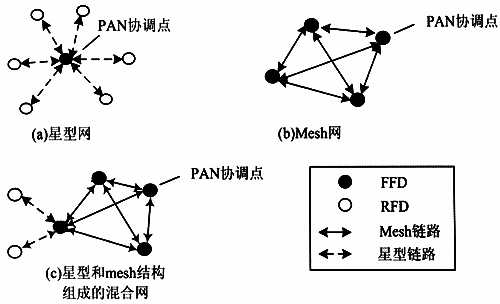 PAN协调点
(a)星型网
PAN协调点
(b)Mesh网
PAN协调点
(c)星型和mesh结构
组成的混合网
FFD
RFD
Mesh链路
星型链路